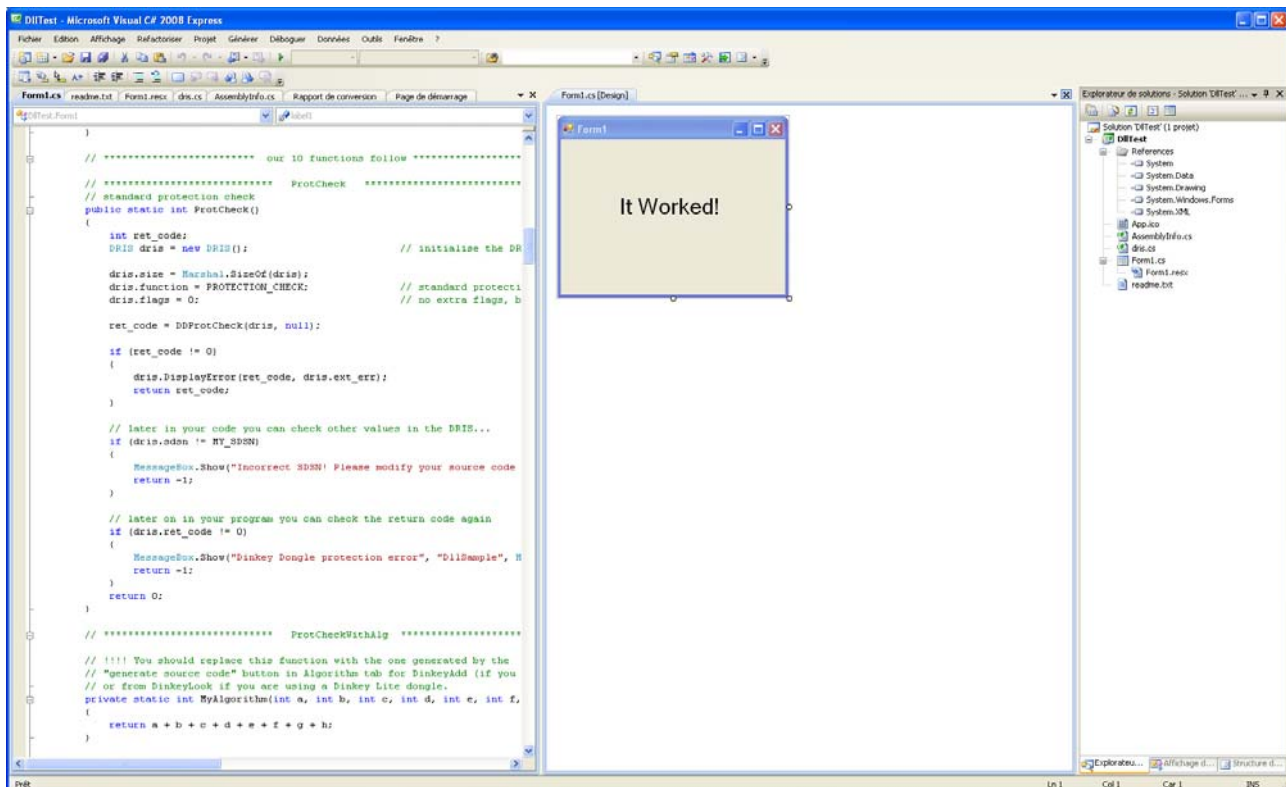 DllTest - Microsoft Visual C# 2008 Express
Fichier Edition Affichage Refactoriser Projet Générer Déboguer Données Outils Fenêtre ?
Form1.cs readme.txt Form1.resx dris.cs AssemblyInfo.cs Rapport de conversion Page de démarrage
DllTest.Form1 label1
}
// ************************* our 10 functions follow ******************
// **************************** ProtCheck **************************
// standard protection check
public static int ProtCheck()
{
int ret_code;
DRIS dris = new DRIS(); // initialise the DR
dris.size = Marshal.SizeOf(dris);
dris.function = PROTECTION_CHECK; // standard protecti
dris.flags = 0; // no extra flags, b
ret_code = DDProtCheck(dris, null);
if (ret_code != 0)
{
dris.DisplayError(ret_code, dris.ext_err);
return ret_code;
}
// later in your code you can check other values in the DRIS...
if (dris.sdsn != MY_SDSN)
{
MessageBox.Show("Incorrect SDSN! Please modify your source code
return -1;
}
// later on in your program you can check the return code again
if (dris.ret_code != 0)
{
MessageBox.Show("Dinkey Dongle protection error", "DllSample", M
return -1;
}
return 0;
}
// **************************** ProtCheckWithAlg ********************
// !!!! You should replace this function with the one generated by the
// "generate source code" button in Algorithm tab for DinkeyAdd (if you
// or from DinkeyLook if you are using a Dinkey Lite dongle.
private static int MyAlgorithm(int a, int b, int c, int d, int e, int f,
{
return a + b + c + d + e + f + g + h;
}
Form1.cs [Design]
Form1
It Worked!
Explorateur de solutions - Solution 'DllTest' ...
Solution 'DllTest' (1 projet)
DllTest
References
System
System.Data
System.Drawing
System.Windows.Forms
System.XML
App.ico
AssemblyInfo.cs
dris.cs
Form1.cs
Form1.resx
readme.txt
Explorateu... Affichage d... Structure d...
Prêt Ln 1 Col 1 Car 1 INS